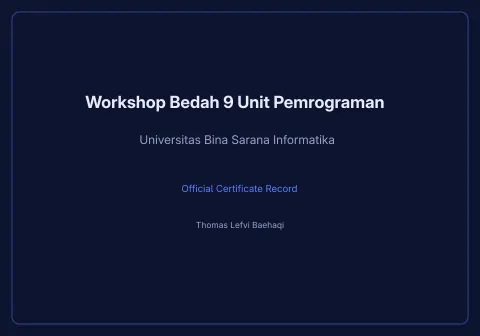 Workshop Bedah 9 Unit Pemrograman
Universitas Bina Sarana Informatika
Official Certificate Record
Thomas Lefvi Baehaqi